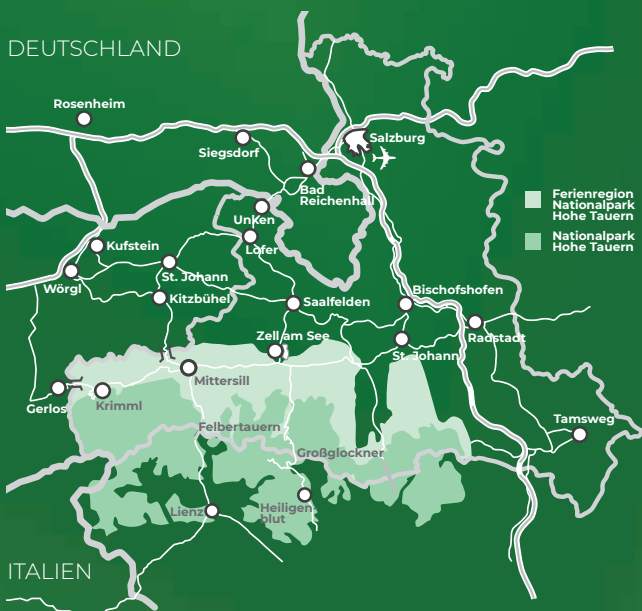 DEUTSCHLAND
Rosenheim
Siegsdorf
Salzburg
Bad
Reichenhall
Ferienregion
Nationalpark
Hohe Tauern
Nationalpark
Hohe Tauern
Unken
Kufstein
Lofer
St. Johann
Wörgl
Kitzbühel
Saalfelden
Bischofshofen
Zell am See
Radstadt
St. Johann
Mittersill
Gerlos
Krimml
Felbertauern
Tamsweg
Großglockner
Lienz
Heiligen-
blut
ITALIEN